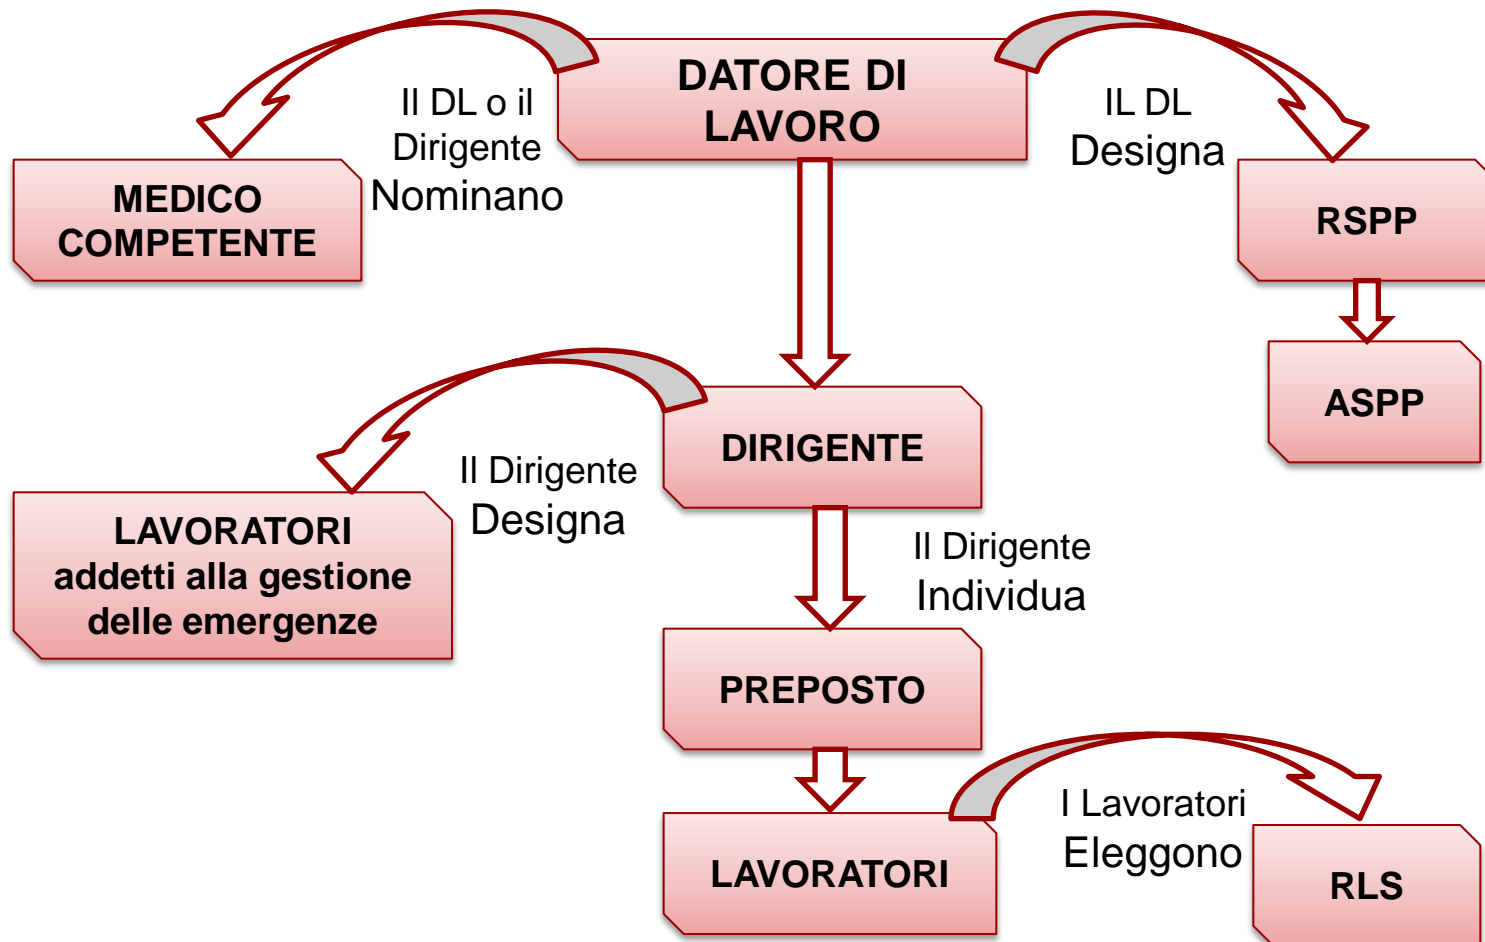 DATORE DI
LAVORO
Il DL o il
Dirigente
Nominano
IL DL
Designa
MEDICO
COMPETENTE
RSPP
ASPP
DIRIGENTE
Il Dirigente
Designa
LAVORATORI
addetti alla gestione
delle emergenze
Il Dirigente
Individua
PREPOSTO
I Lavoratori
Eleggono
LAVORATORI
RLS